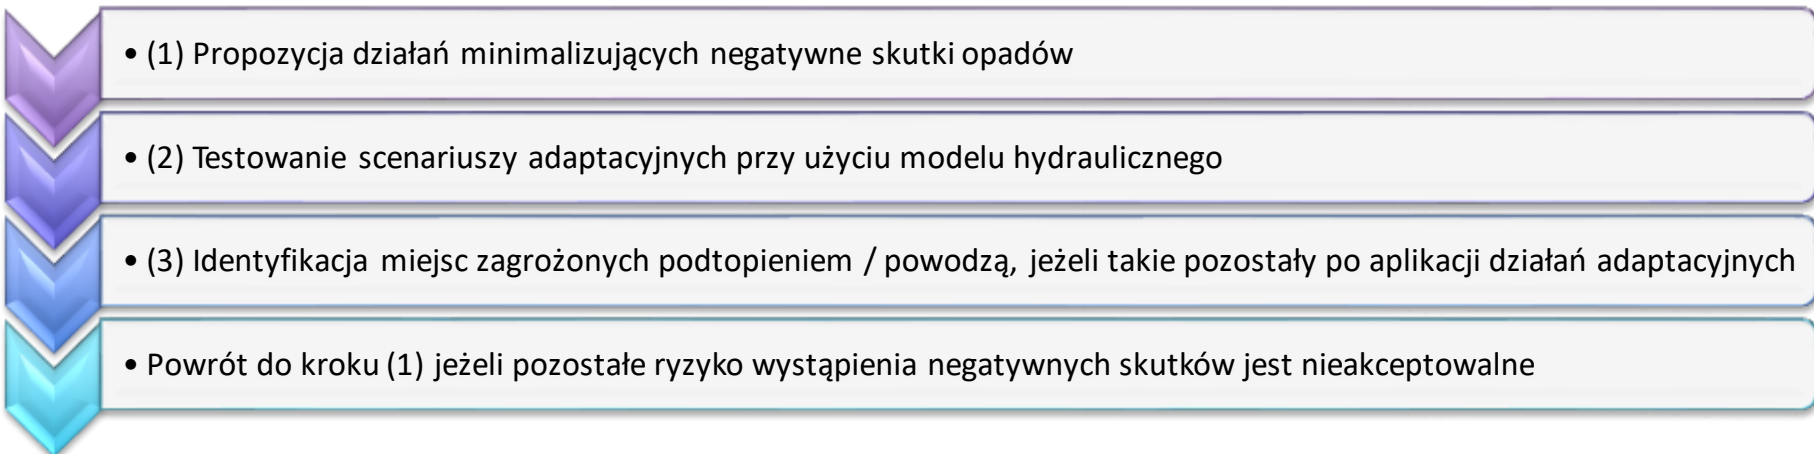 • (1) Propozycja działań minimalizujących negatywne skutki opadów
• (2) Testowanie scenariuszy adaptacyjnych przy użyciu modelu hydraulicznego
• (3) Identyfikacja miejsc zagrożonych podtopieniem / powodzą, jeżeli takie pozostały po aplikacji działań adaptacyjnych
• Powrót do kroku (1) jeżeli pozostałe ryzyko wystąpienia negatywnych skutków jest nieakceptowalne